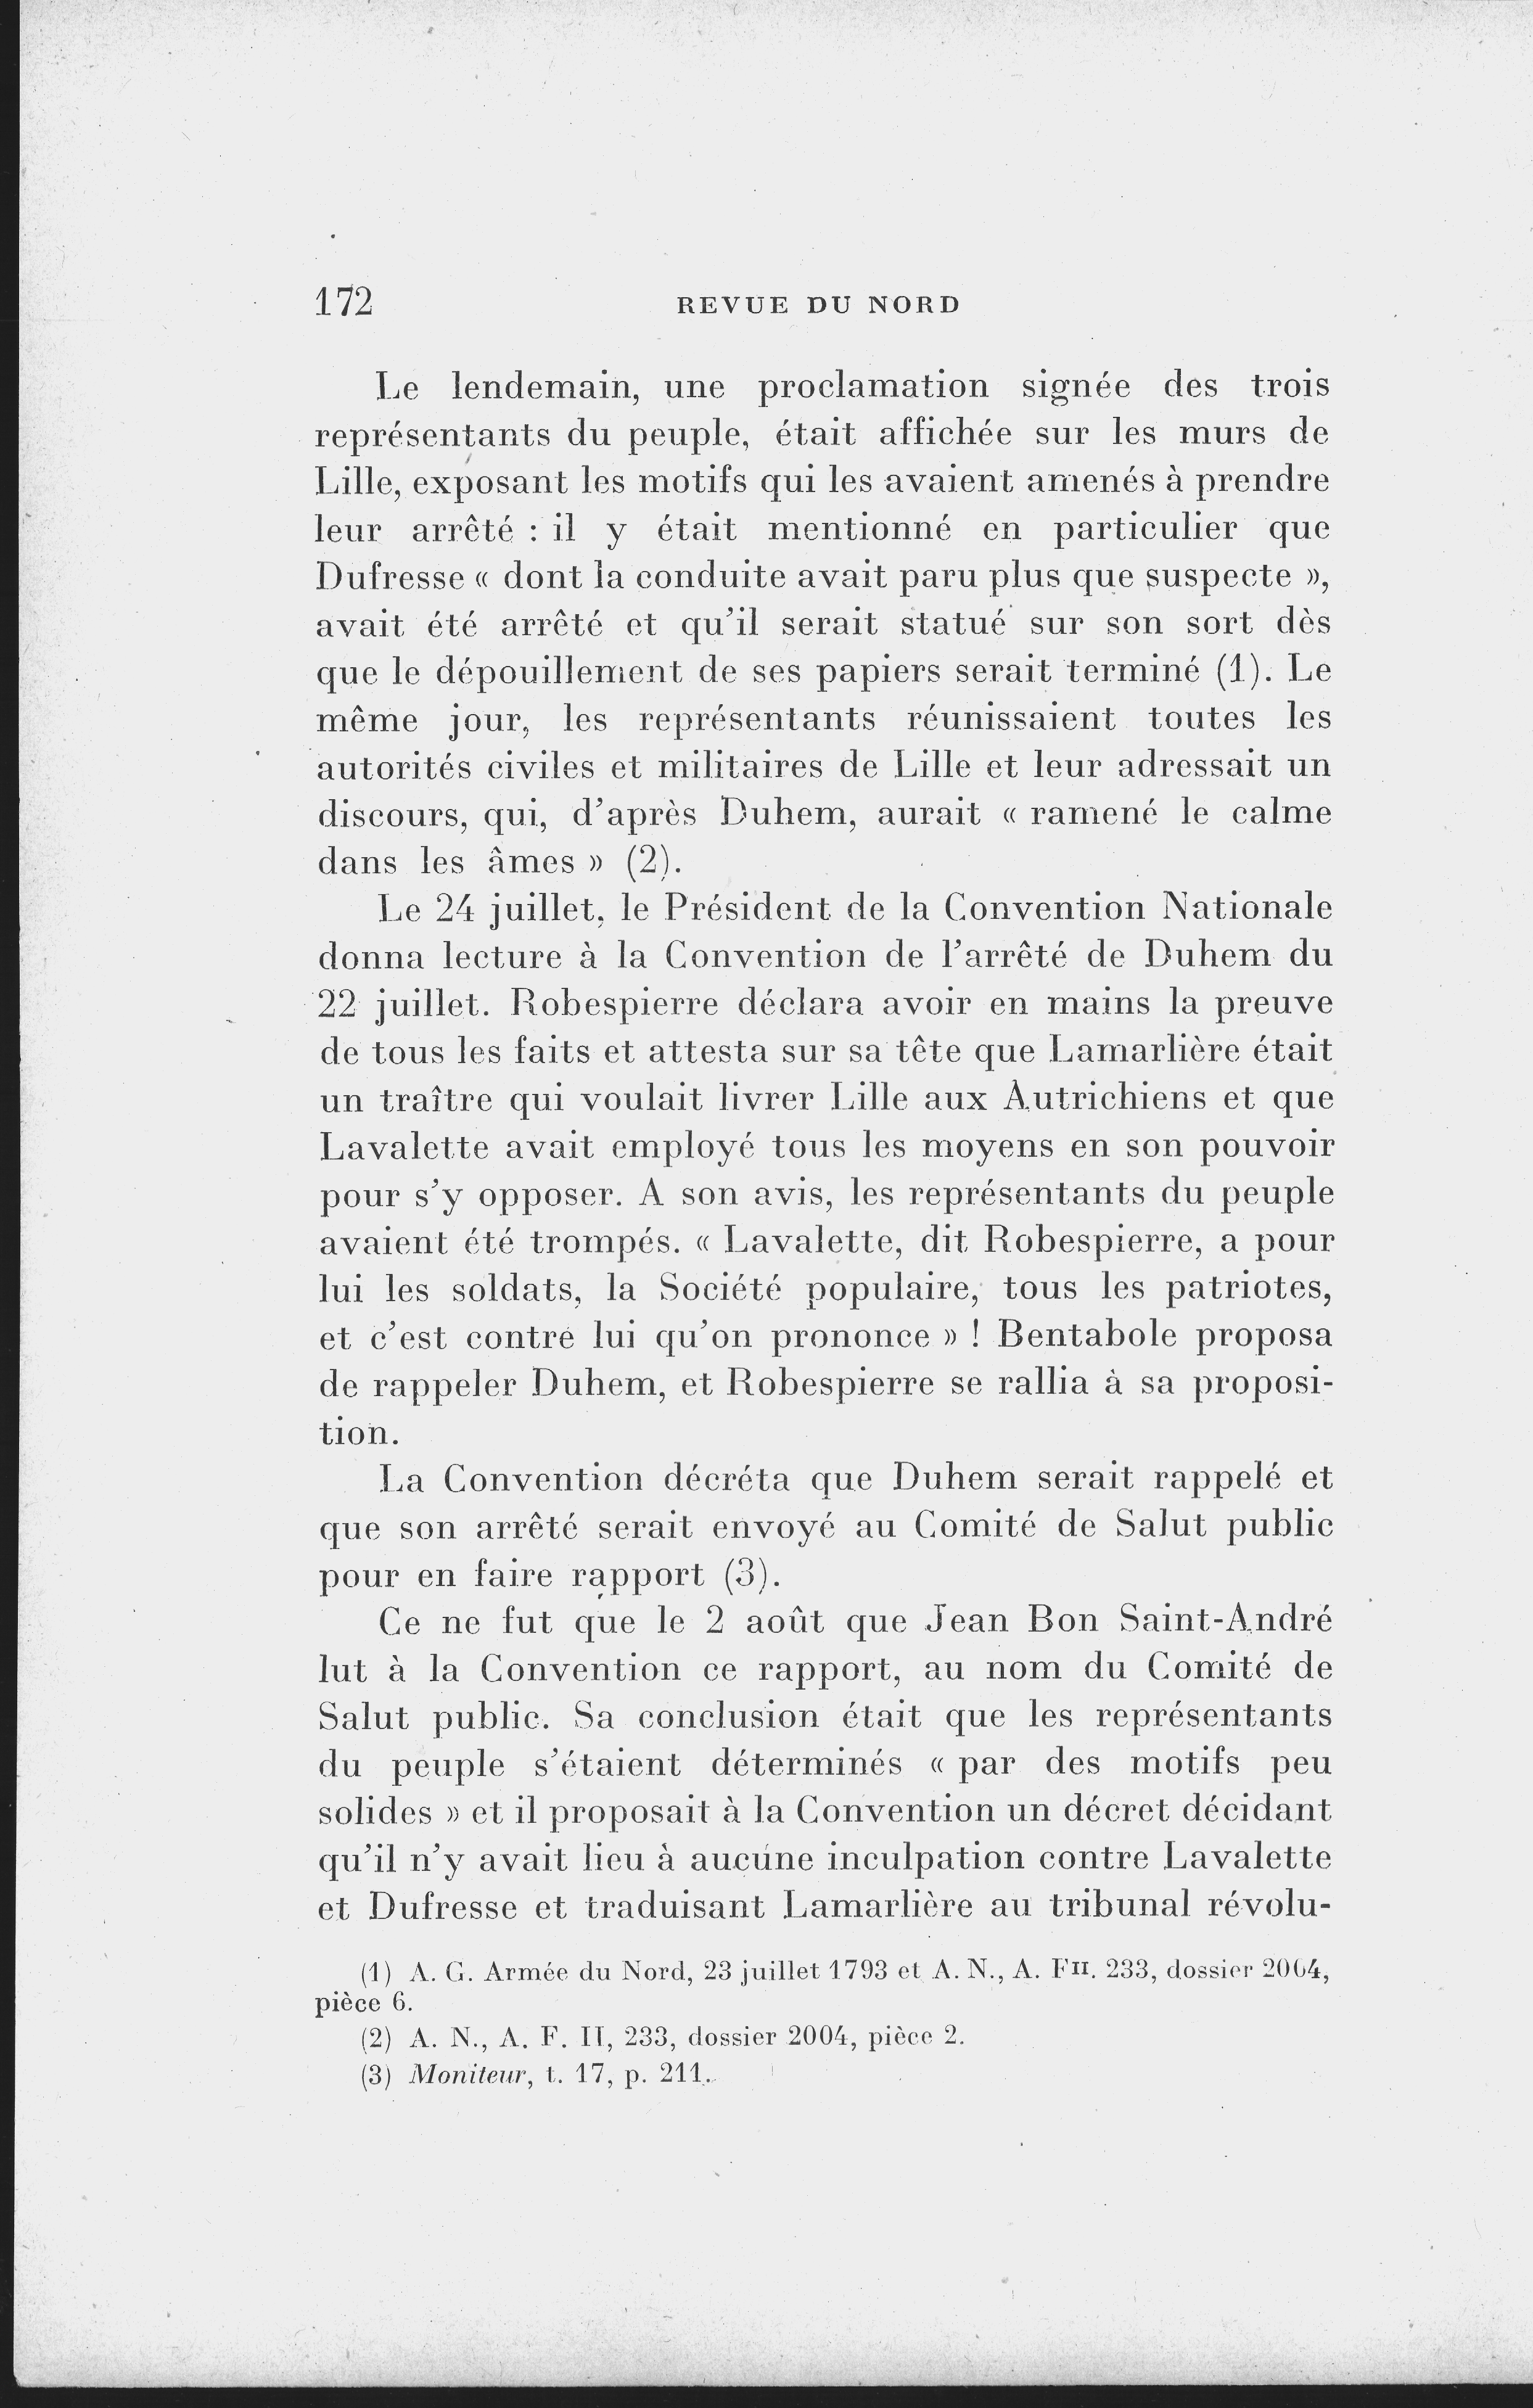 172
REVUE DU NORD
Le lendemain, une proclamation signée des trois
représentants du peuple, était affichée sur les murs de
Lille, exposant les motifs qui les avaient amenés à prendre
leur arrêté : il y était mentionné en particulier que
Dufresse « dont la conduite avait paru plus que suspecte »,
avait été arrêté et qu'il serait statué sur son sort dès
que le dépouillement de ses papiers serait terminé (1). Le
même jour, les représentants réunissaient toutes les
autorités civiles et militaires de Lille et leur adressait un
discours, qui, d'après Duhem, aurait « ramené le calme
dans les âmes » (2).
Le 24 juillet, le Président de la Convention Nationale
donna lecture à la Convention de l'arrêté de Duhem du
22 juillet. Robespierre déclara avoir en mains la preuve
de tous les faits et attesta sur sa tête que Lamarlière était
un traître qui voulait livrer Lille aux Autrichiens et que
Lavalette avait employé tous les moyens en son pouvoir
pour s'y opposer. A son avis, les représentants du peuple
avaient été trompés. « Lavalette, dit Robespierre, a pour
lui les soldats, la Société populaire, tous les patriotes,
et c'est contre lui qu'on prononce » ! Bentabole proposa
de rappeler Duhem, et Robespierre se rallia à sa proposi-
tion.
La Convention décréta que Duhem serait rappelé et
que son arrêté serait envoyé au Comité de Salut public
pour en faire rapport (3).
Ce ne fut que le 2 août que Jean Bon Saint-André
lut à la Convention ce rapport, au nom du Comité de
Salut public. Sa conclusion était que les représentants
du peuple s'étaient déterminés « par des motifs peu
solides » et il proposait à la Convention un décret décidant
qu'il n'y avait lieu à aucune inculpation contre Lavalette
et Dufresse et traduisant Lamarlière au tribunal révolu-
(1) A. G. Armée du Nord, 23 juillet 1793 et A. N., A. FII. 233, dossier 2004,
pièce 6.
(2) A. N., A. F. II, 233, dossier 2004, pièce 2.
(3) Moniteur, t. 17, p. 211.